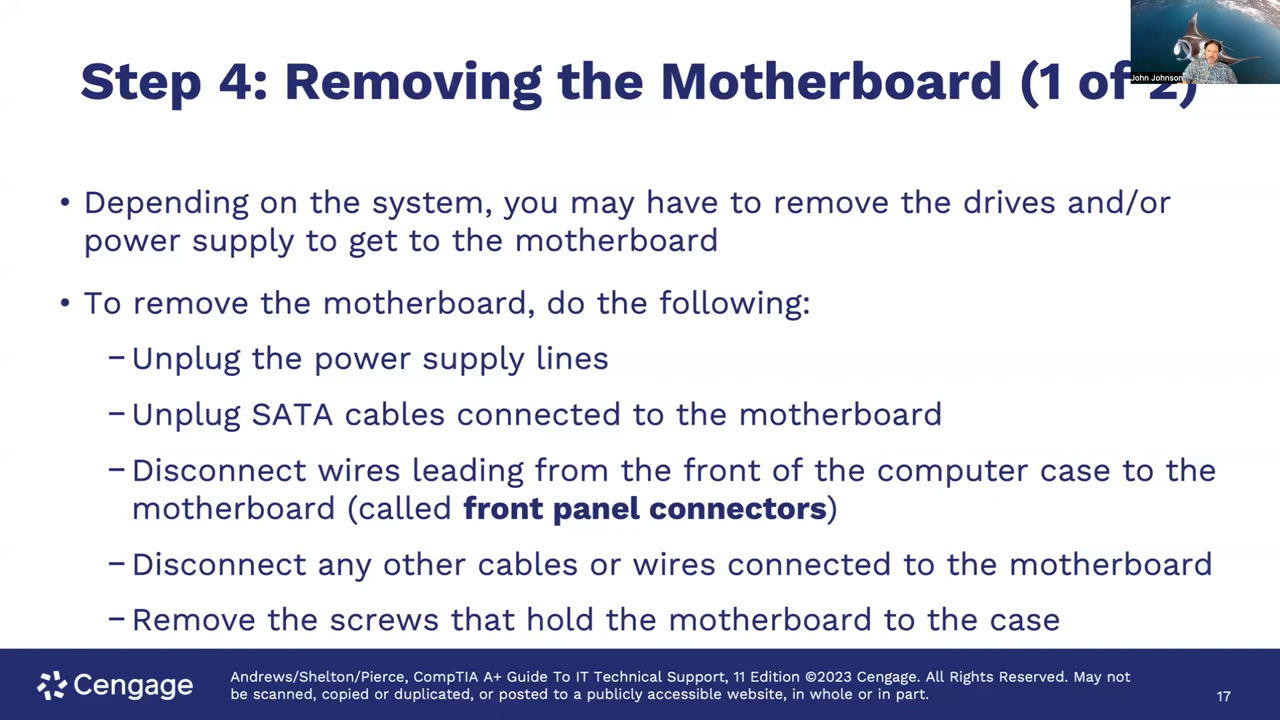 John Johnson
Step 4: Removing the Motherboard (1 of 2)
• Depending on the system, you may have to remove the drives and/or
power supply to get to the motherboard
• To remove the motherboard, do the following:
–Unplug the power supply lines
–Unplug SATA cables connected to the motherboard
–Disconnect wires leading from the front of the computer case to the
motherboard (called front panel connectors)
–Disconnect any other cables or wires connected to the motherboard
–Remove the screws that hold the motherboard to the case
Cengage
Andrews/Shelton/Pierce, CompTIA A+ Guide To IT Technical Support, 11 Edition ©2023 Cengage. All Rights Reserved. May not
be scanned, copied or duplicated, or posted to a publicly accessible website, in whole or in part.
17